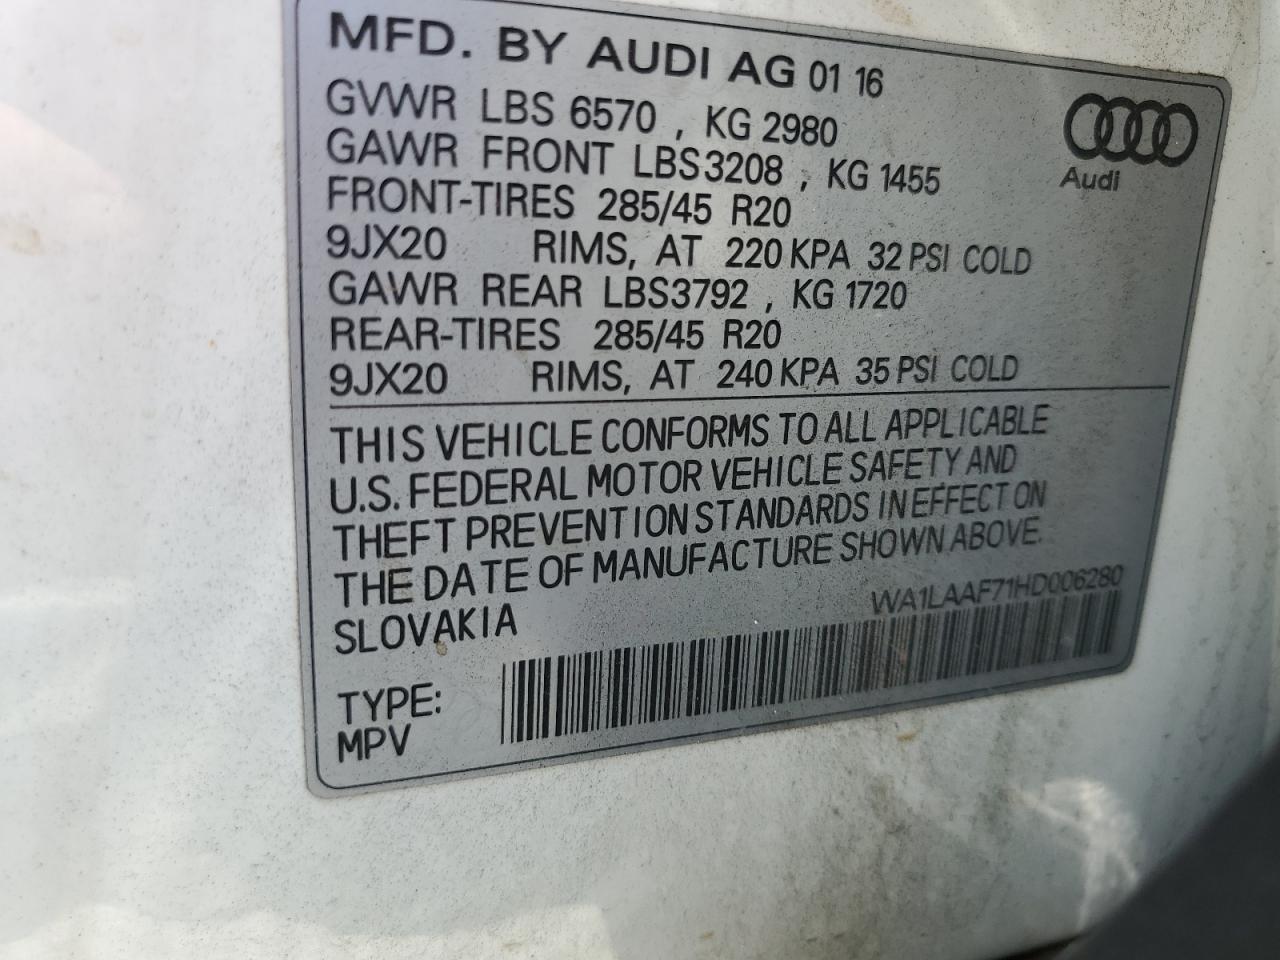 MFD. BY AUDI AG 01 16
GVWR LBS 6570 , KG 2980
GAWR FRONT LBS3208 , KG 1455
FRONT-TIRES 285/45 R20
9JX20 RIMS, AT 220 KPA 32 PSI COLD
GAWR REAR LBS3792 , KG 1720
REAR-TIRES 285/45 R20
9JX20 RIMS, AT 240 KPA 35 PSI COLD
Audi
THIS VEHICLE CONFORMS TO ALL APPLICABLE
U.S. FEDERAL MOTOR VEHICLE SAFETY AND
THEFT PREVENTION STANDARDS IN EFFECT ON
THE DATE OF MANUFACTURE SHOWN ABOVE.
SLOVAKIA
WA1LAAF71HD006280
TYPE:
MPV